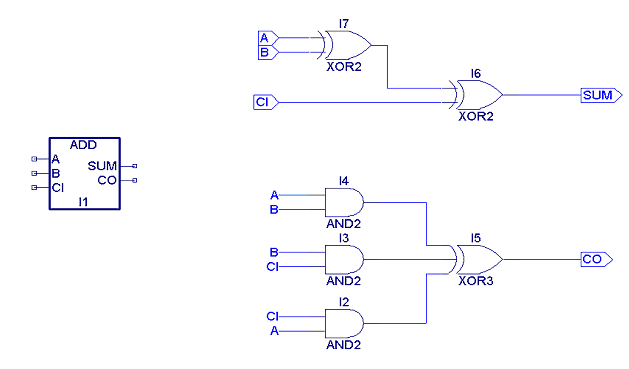 I7
A
B
XOR2
I6
CI
SUM
XOR2
ADD
A
B
CI
SUM
CO
I1
I4
A
B
AND2
I3
B
CI
AND2
I5
CO
XOR3
I2
CI
A
AND2